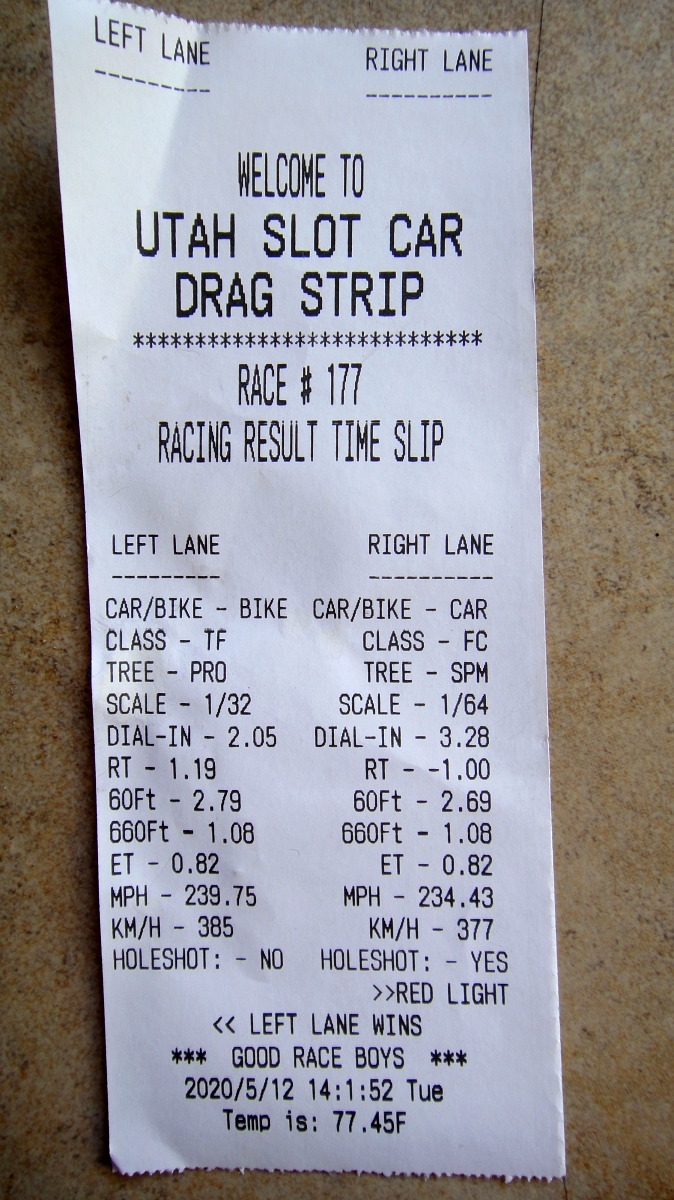 LEFT LANE RIGHT LANE
--------- ----------
WELCOME TO
UTAH SLOT CAR
DRAG STRIP
****************************
RACE # 177
RACING RESULT TIME SLIP
LEFT LANE RIGHT LANE
--------- ----------
CAR/BIKE - BIKE CAR/BIKE - CAR
CLASS - TF CLASS - FC
TREE - PRO TREE - SPM
SCALE - 1/32 SCALE - 1/64
DIAL-IN - 2.05 DIAL-IN - 3.28
RT - 1.19 RT - -1.00
60Ft - 2.79 60Ft - 2.69
660Ft - 1.08 660Ft - 1.08
ET - 0.82 ET - 0.82
MPH - 239.75 MPH - 234.43
KM/H - 385 KM/H - 377
HOLESHOT: - NO HOLESHOT: - YES
>>RED LIGHT
<< LEFT LANE WINS
*** GOOD RACE BOYS ***
2020/5/12 14:1:52 Tue
Temp is: 77.45F